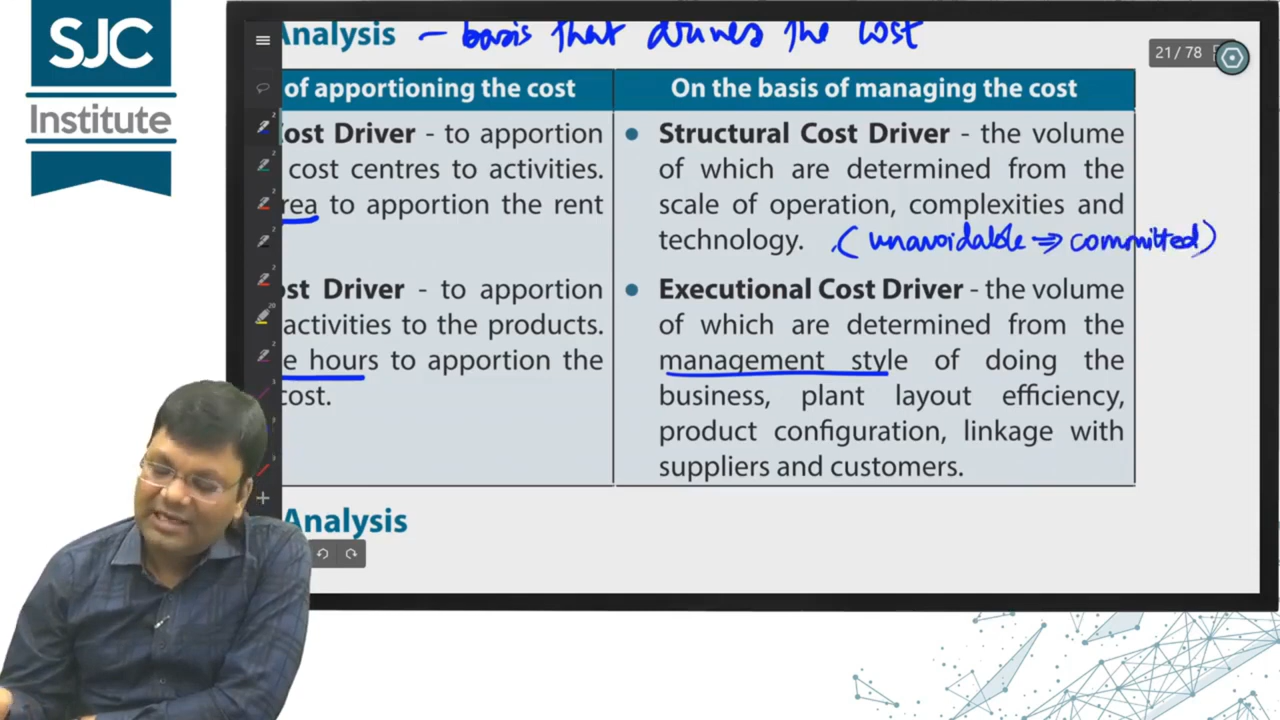 SJC
Institute
Analysis – basis that drives the cost
21 / 78
of apportioning the cost
On the basis of managing the cost
Cost Driver - to apportion
cost centres to activities.
rea to apportion the rent
ost Driver - to apportion
activities to the products.
e hours to apportion the
cost.
• Structural Cost Driver - the volume
of which are determined from the
scale of operation, complexities and
technology. (unavoidable ⇒ committed)
• Executional Cost Driver - the volume
of which are determined from the
management style of doing the
business, plant layout efficiency,
product configuration, linkage with
suppliers and customers.
Analysis